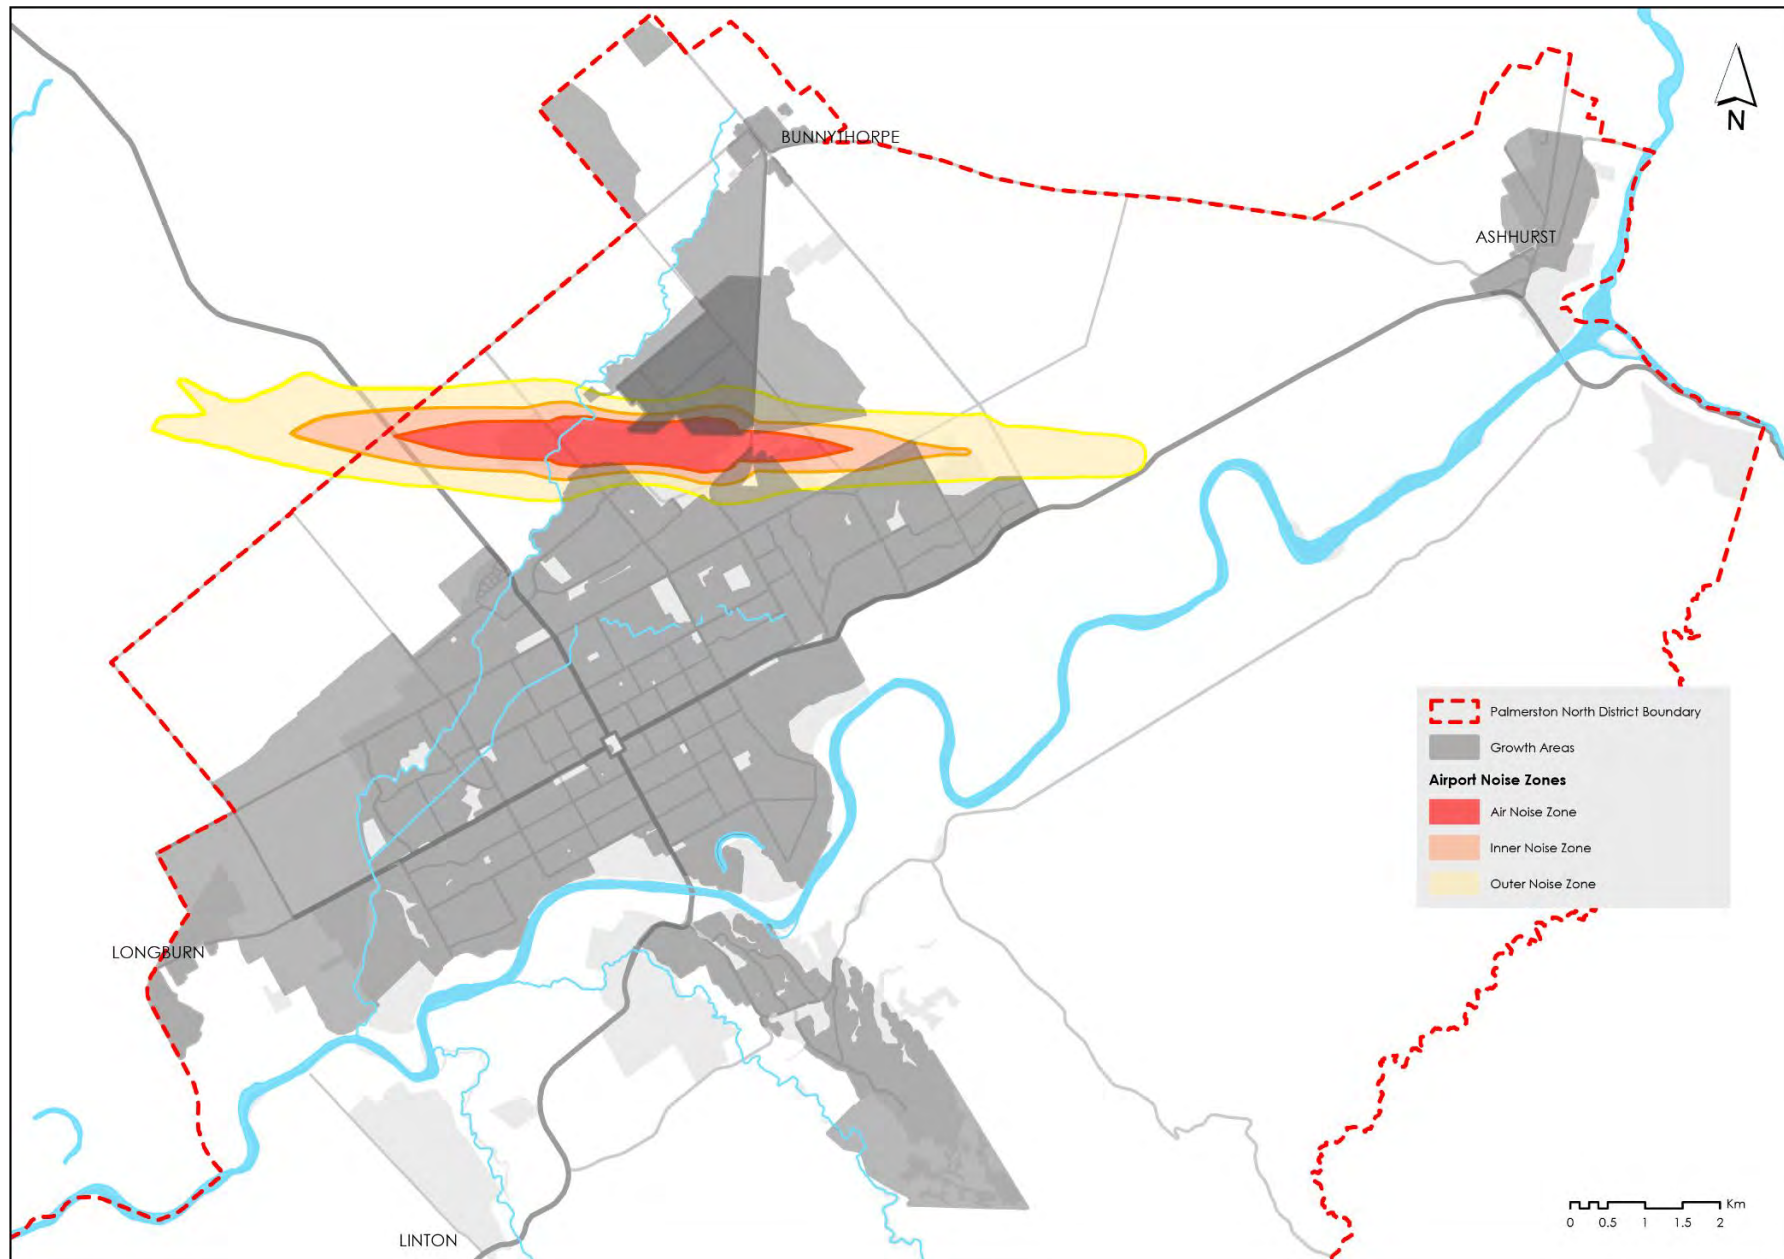 N
BUNNYTHORPE
ASHHURST
Palmerston North District Boundary
Growth Areas
Airport Noise Zones
Air Noise Zone
Inner Noise Zone
Outer Noise Zone
LONGBURN
LINTON
Km
0 0.5 1 1.5 2